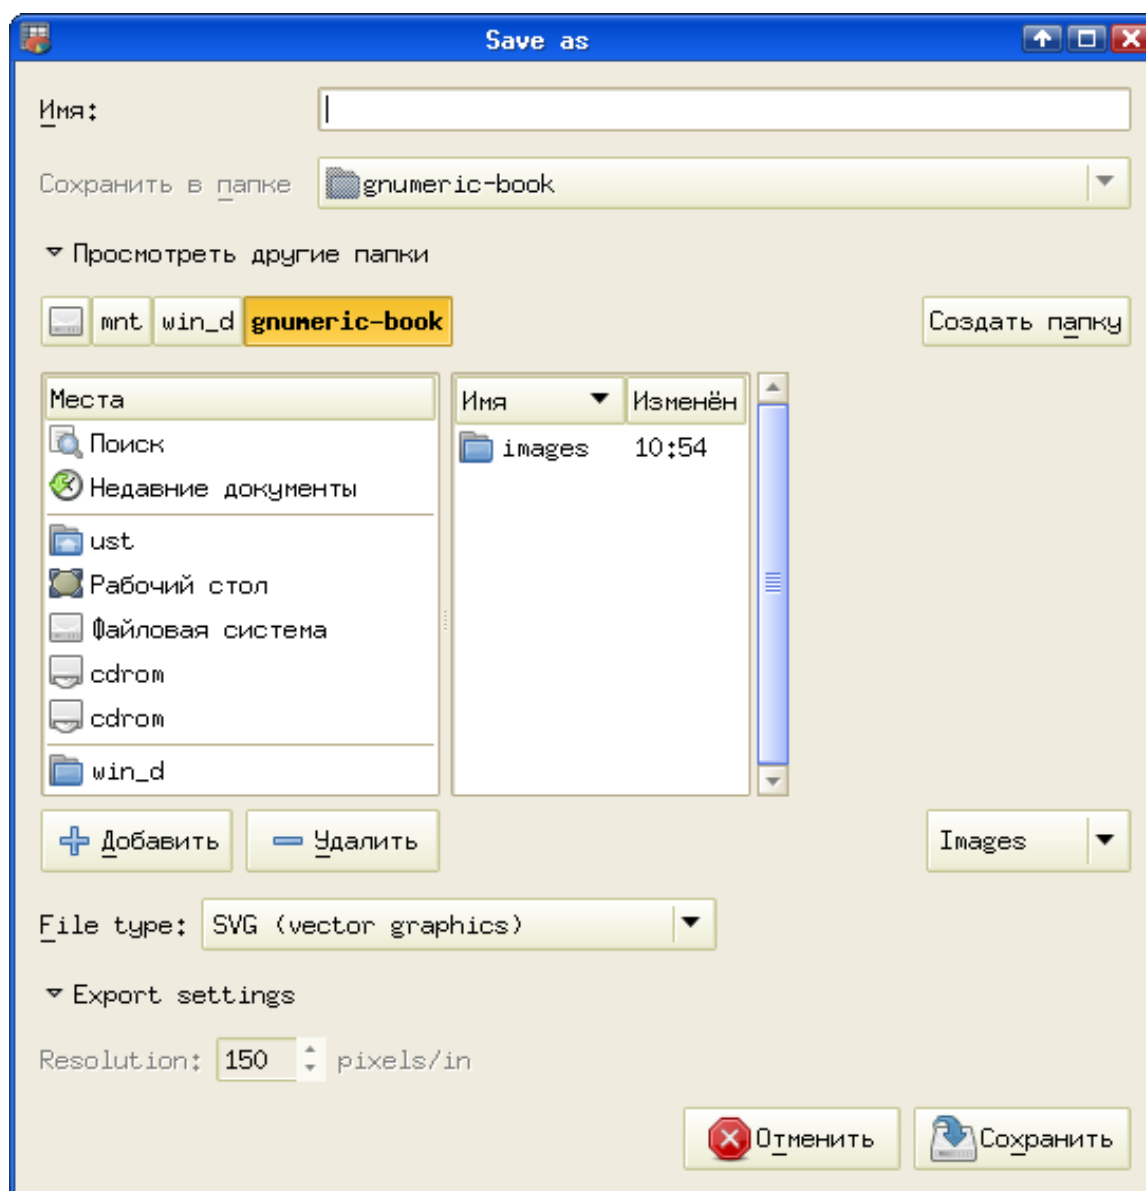 Save as
Имя:
Сохранить в папке gnumeric-book
Просмотреть другие папки
mnt win_d gnumeric-book Создать папку
Места Имя Изменён
Поиск images 10:54
Недавние документы
ust
Рабочий стол
Файловая система
cdrom
cdrom
win_d
Добавить Удалить Images
File type: SVG (vector graphics)
Export settings
Resolution: 150 pixels/in
Отменить Сохранить